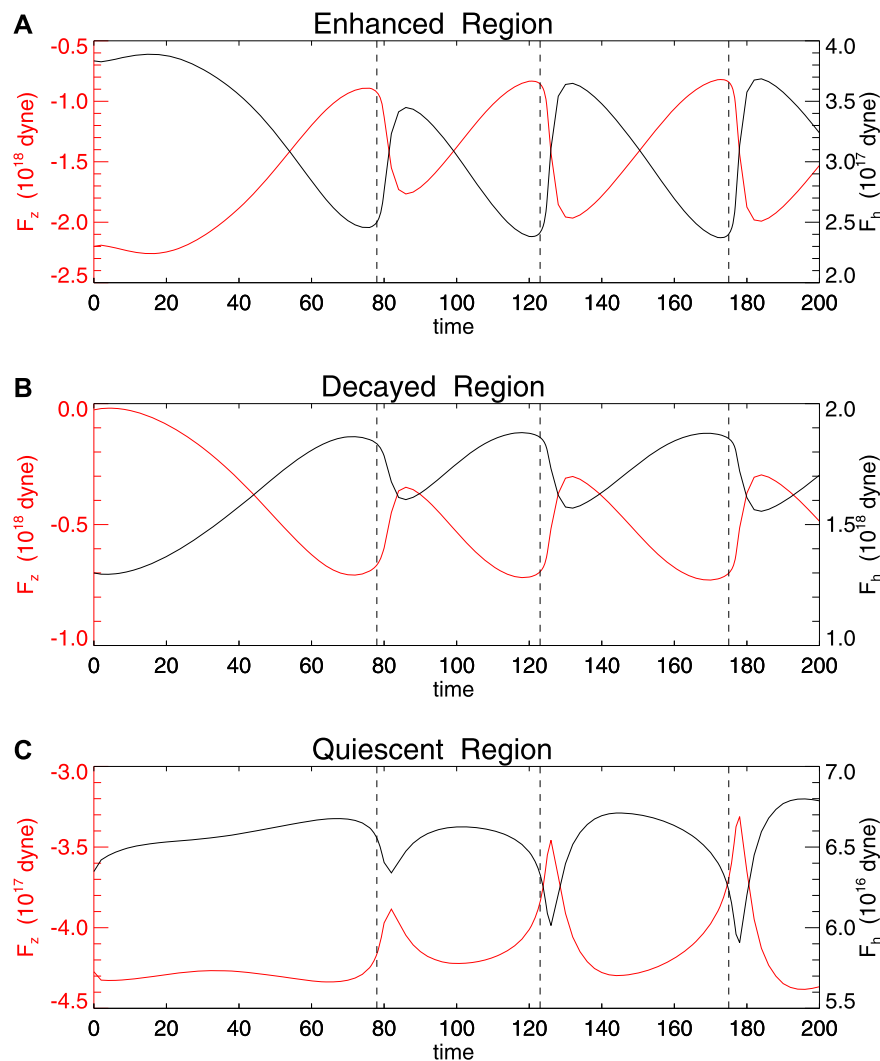 A
Enhanced Region
-0.5
-1.0
-1.5
-2.0
-2.5
F_z (10^18 dyne)
4.0
3.5
3.0
2.5
2.0
F_h (10^17 dyne)
0 20 40 60 80 100 120 140 160 180 200
time
B
Decayed Region
0.0
-0.5
-1.0
F_z (10^18 dyne)
2.0
1.5
1.0
F_h (10^18 dyne)
0 20 40 60 80 100 120 140 160 180 200
time
C
Quiescent Region
-3.0
-3.5
-4.0
-4.5
F_z (10^17 dyne)
7.0
6.5
6.0
5.5
F_h (10^16 dyne)
0 20 40 60 80 100 120 140 160 180 200
time